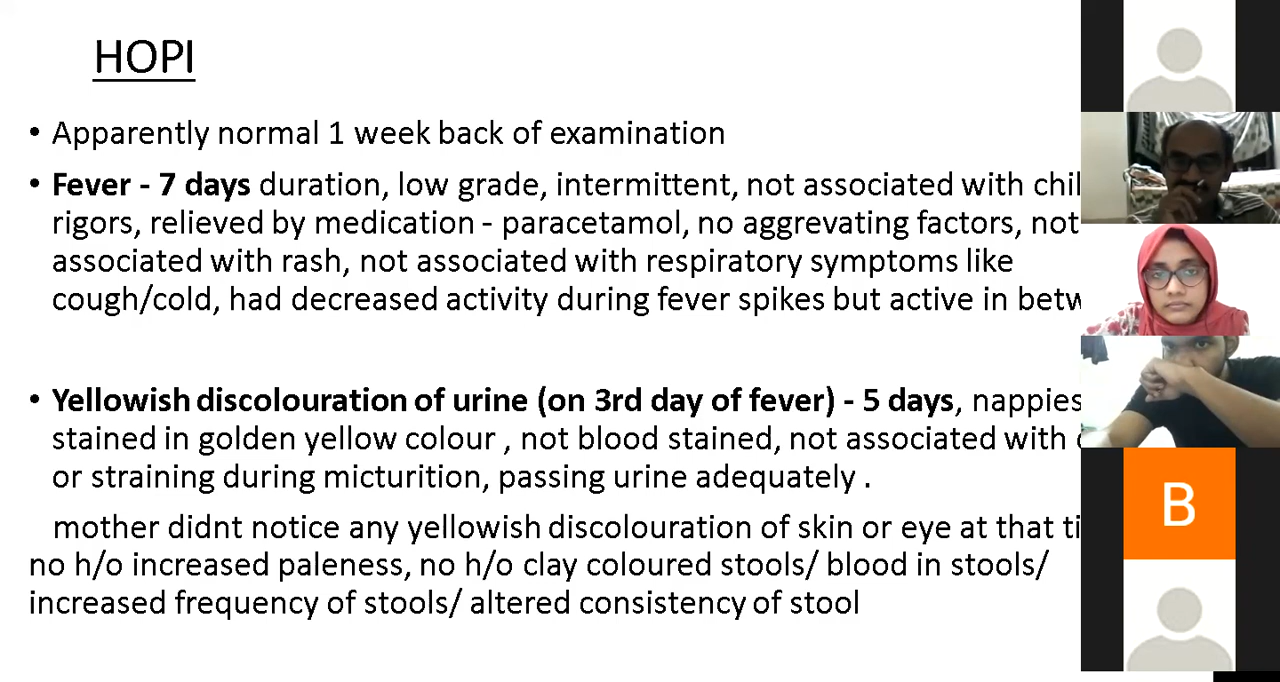 HOPI
• Apparently normal 1 week back of examination
• Fever - 7 days duration, low grade, intermittent, not associated with
rigors, relieved by medication - paracetamol, no aggrevating factors, not
associated with rash, not associated with respiratory symptoms like
cough/cold, had decreased activity during fever spikes but active in
• Yellowish discolouration of urine (on 3rd day of fever) - 5 days, nappies
stained in golden yellow colour , not blood stained, not associated with
or straining during micturition, passing urine adequately .
mother didnt notice any yellowish discolouration of skin or eye at that
no h/o increased paleness, no h/o clay coloured stools/ blood in stools/
increased frequency of stools/ altered consistency of stool
B